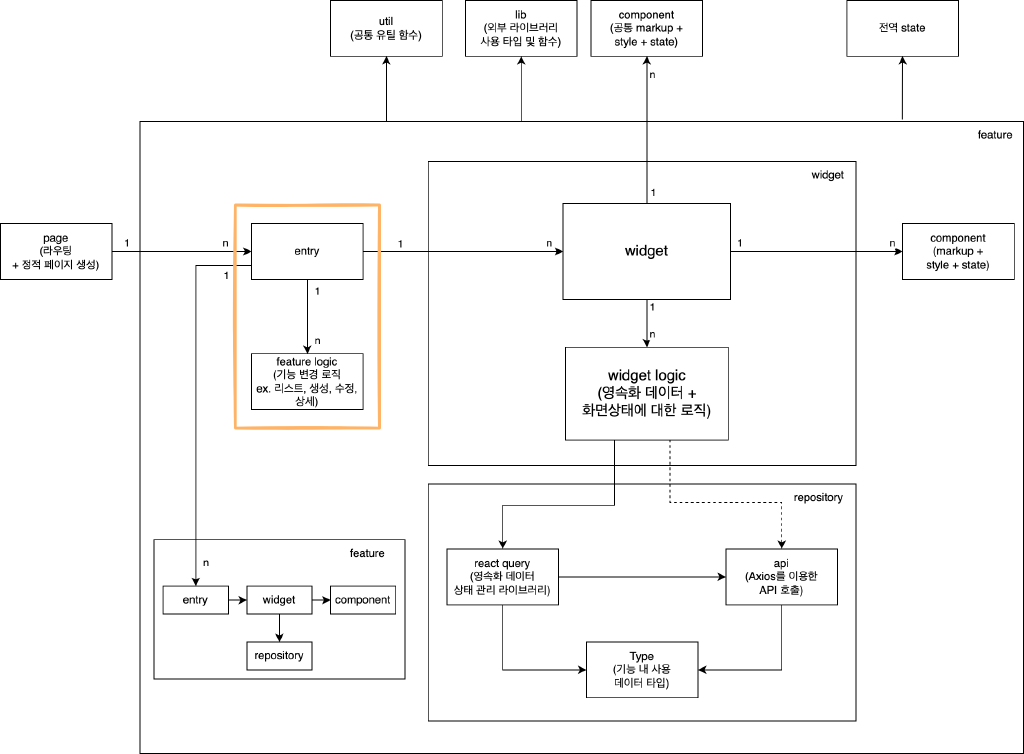 util
(공통 유틸 함수)
lib
(외부 라이브러리
사용 타입 및 함수)
component
(공통 markup +
style + state)
전역 state
n
feature
widget
1
page
(라우팅
+ 정적 페이지 생성)
1
n
entry
1
n
widget
1
n
component
(markup +
style + state)
1
1
n
feature logic
(기능 변경 로직
ex. 리스트, 생성, 수정,
상세)
1
n
widget logic
(영속화 데이터 +
화면상태에 대한 로직)
repository
react query
(영속화 데이터
상태 관리 라이브러리)
api
(Axios를 이용한
API 호출)
Type
(기능 내 사용
데이터 타입)
feature
n
entry
widget
component
repository